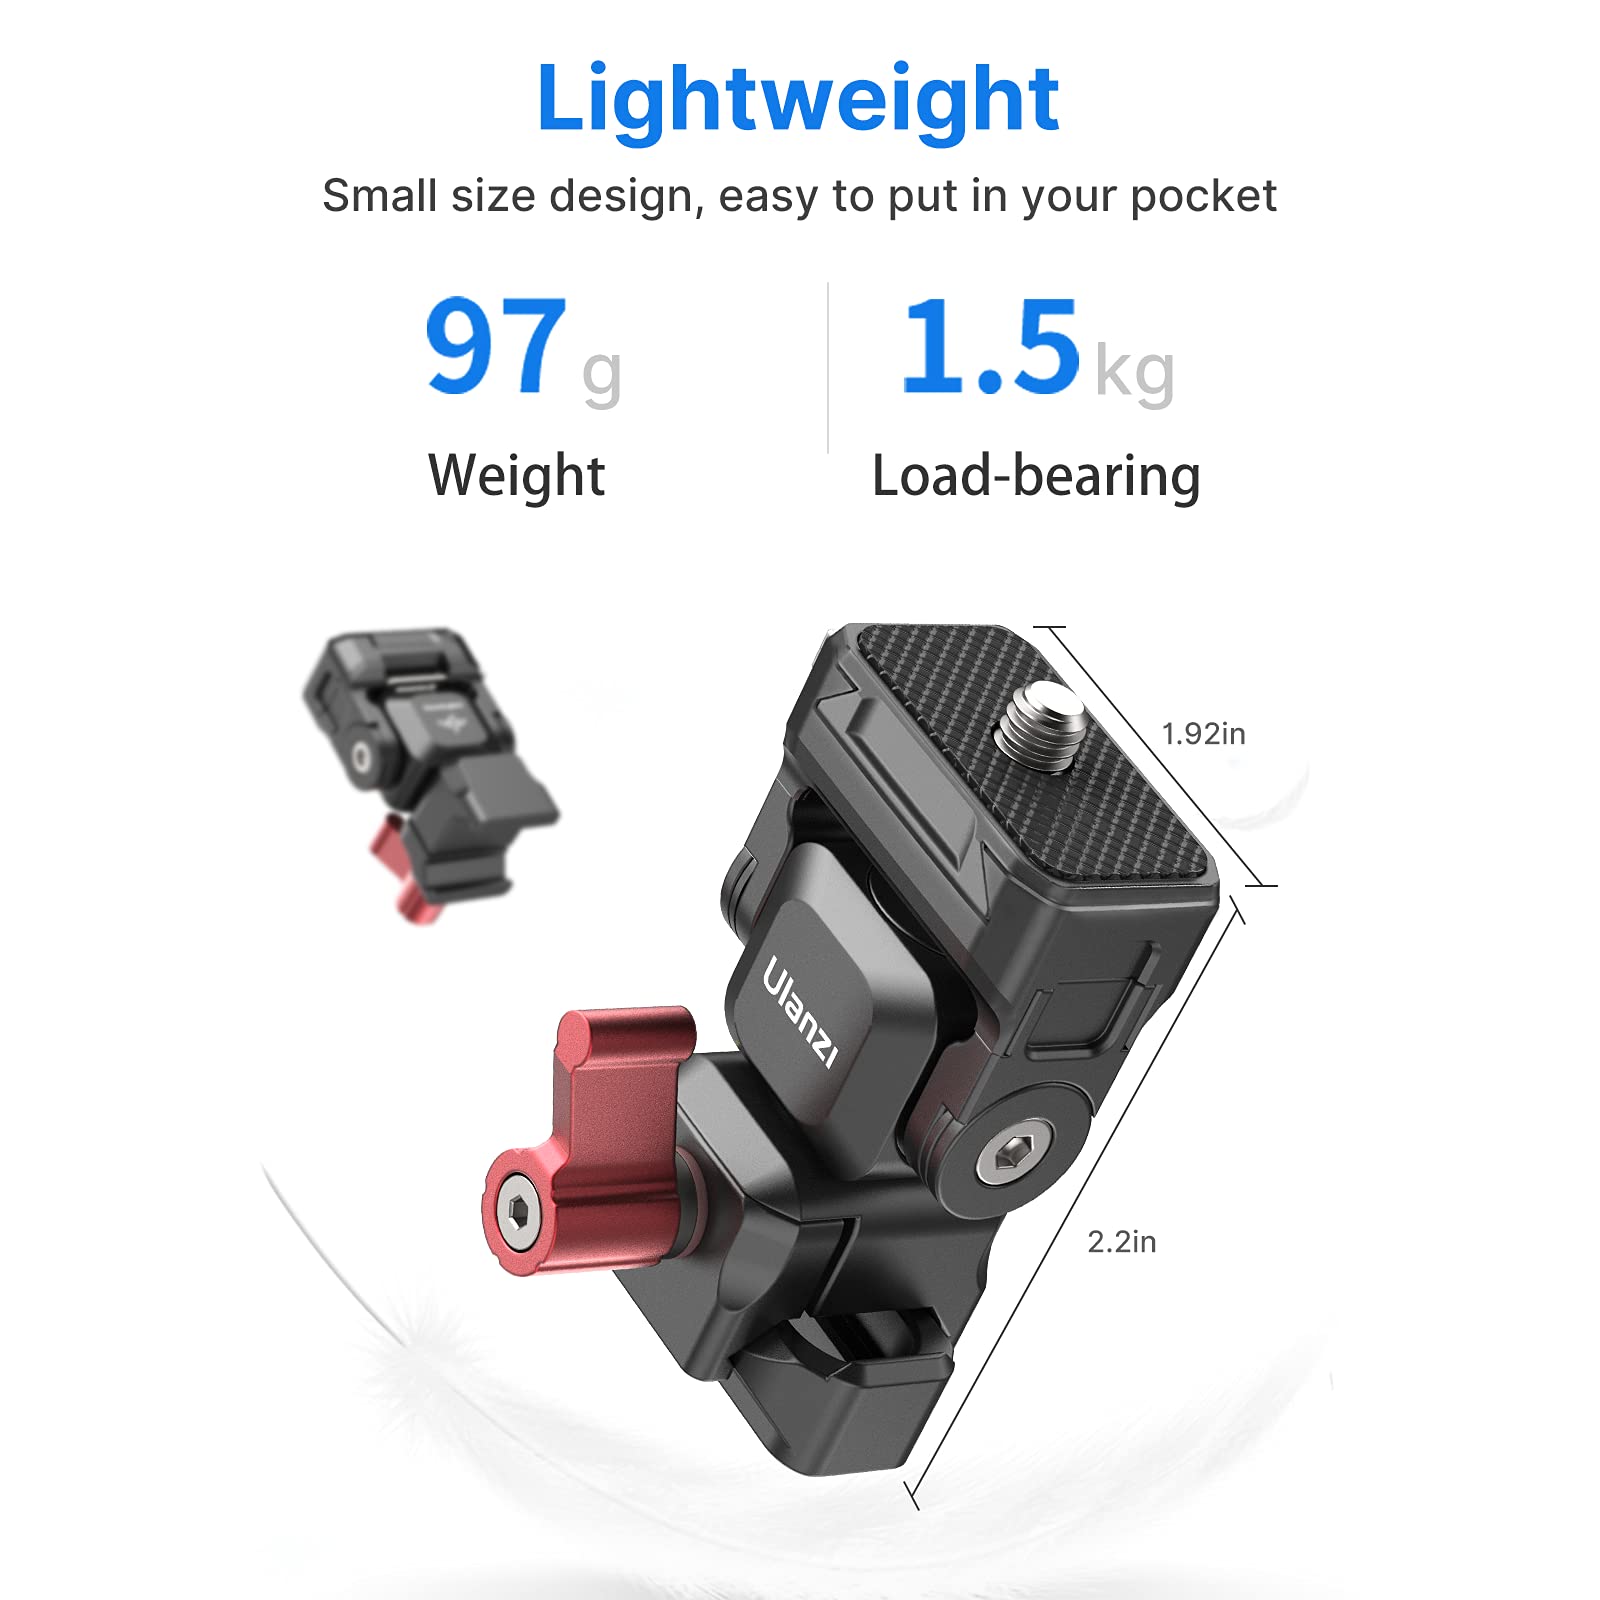 Lightweight
Small size design, easy to put in your pocket
97 g
1.5 kg
Weight
Load-bearing
1.92in
Ulanzi
2.2in